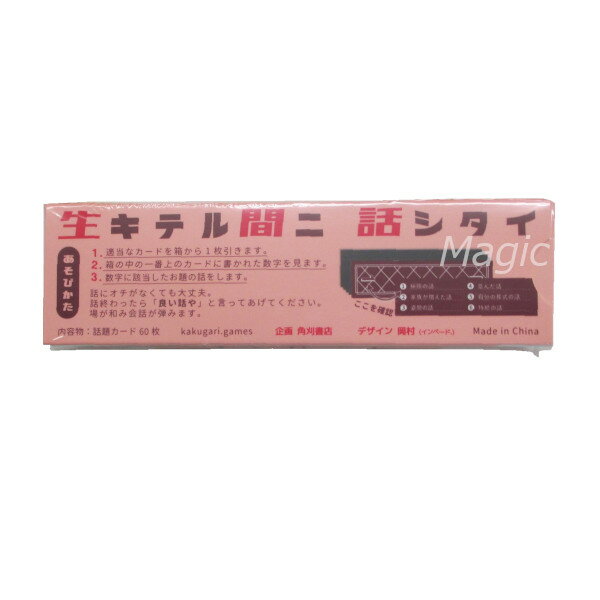 生キテル間ニ 話シタイ
Magic
あそびかた
1. 適当なカードを箱から1枚引きます。
2. 箱の中の一番上のカードに書かれた数字を見ます。
3. 数字に該当したお題の話をします。
話にオチがなくても大丈夫。
話終わったら「良い話や」と言ってあげてください。
場が和み会話が弾みます。
ここを確認
内容物：話題カード 60 枚 kakugari.games 企画 角刈書店 デザイン 岡村（インペード。） Made in China